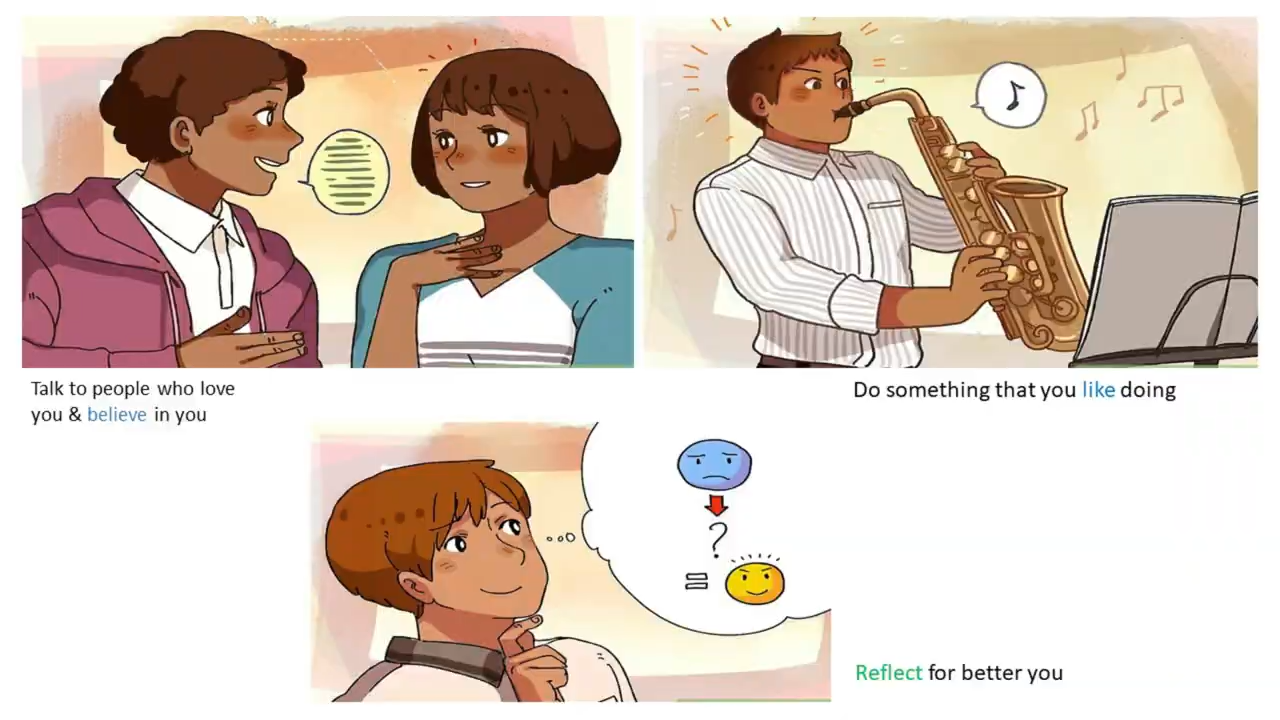 Talk to people who love
you & believe in you
Do something that you like doing
?
=
Reflect for better you